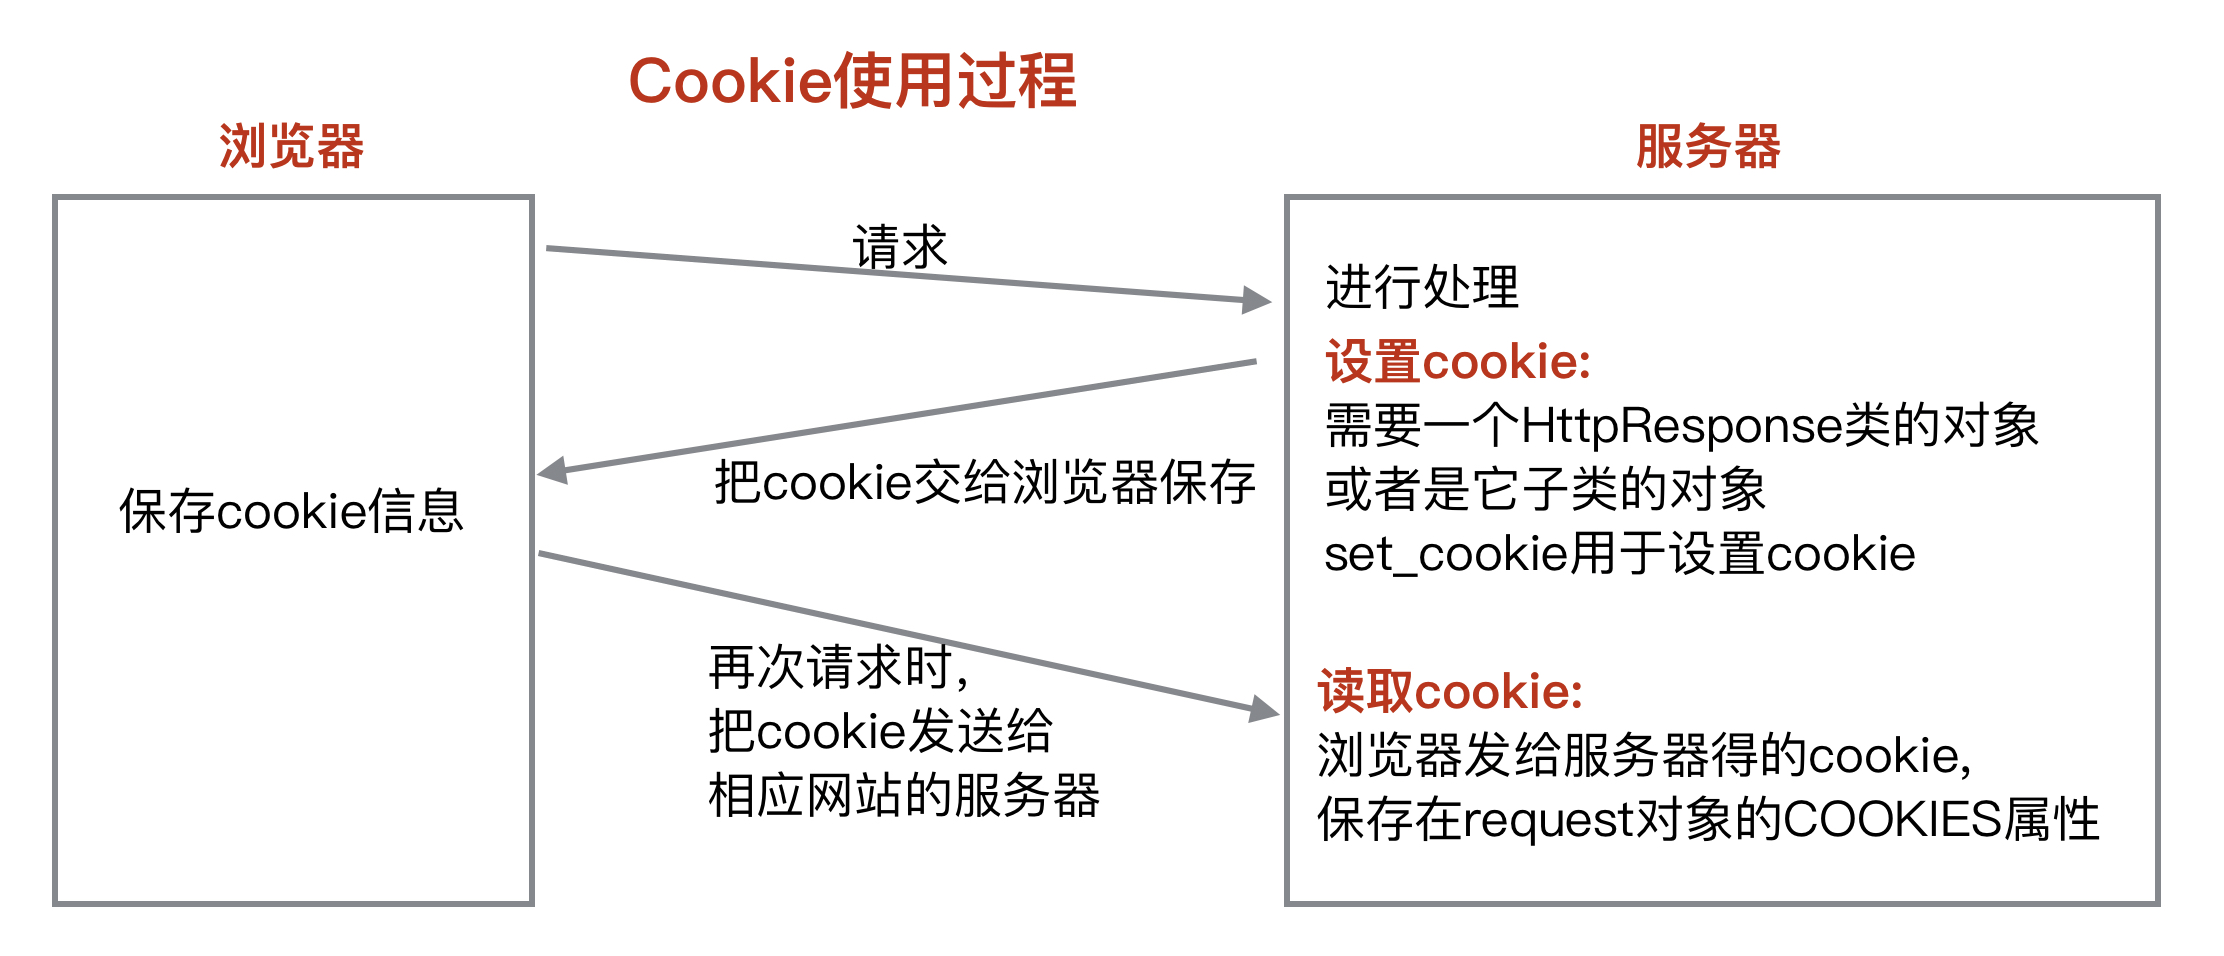 Cookie使用过程
浏览器
服务器
请求
进行处理
设置cookie:
需要一个HttpResponse类的对象
或者是它子类的对象
set_cookie用于设置cookie
把cookie交给浏览器保存
保存cookie信息
再次请求时，
把cookie发送给
相应网站的服务器
读取cookie:
浏览器发给服务器得的cookie，
保存在request对象的COOKIES属性